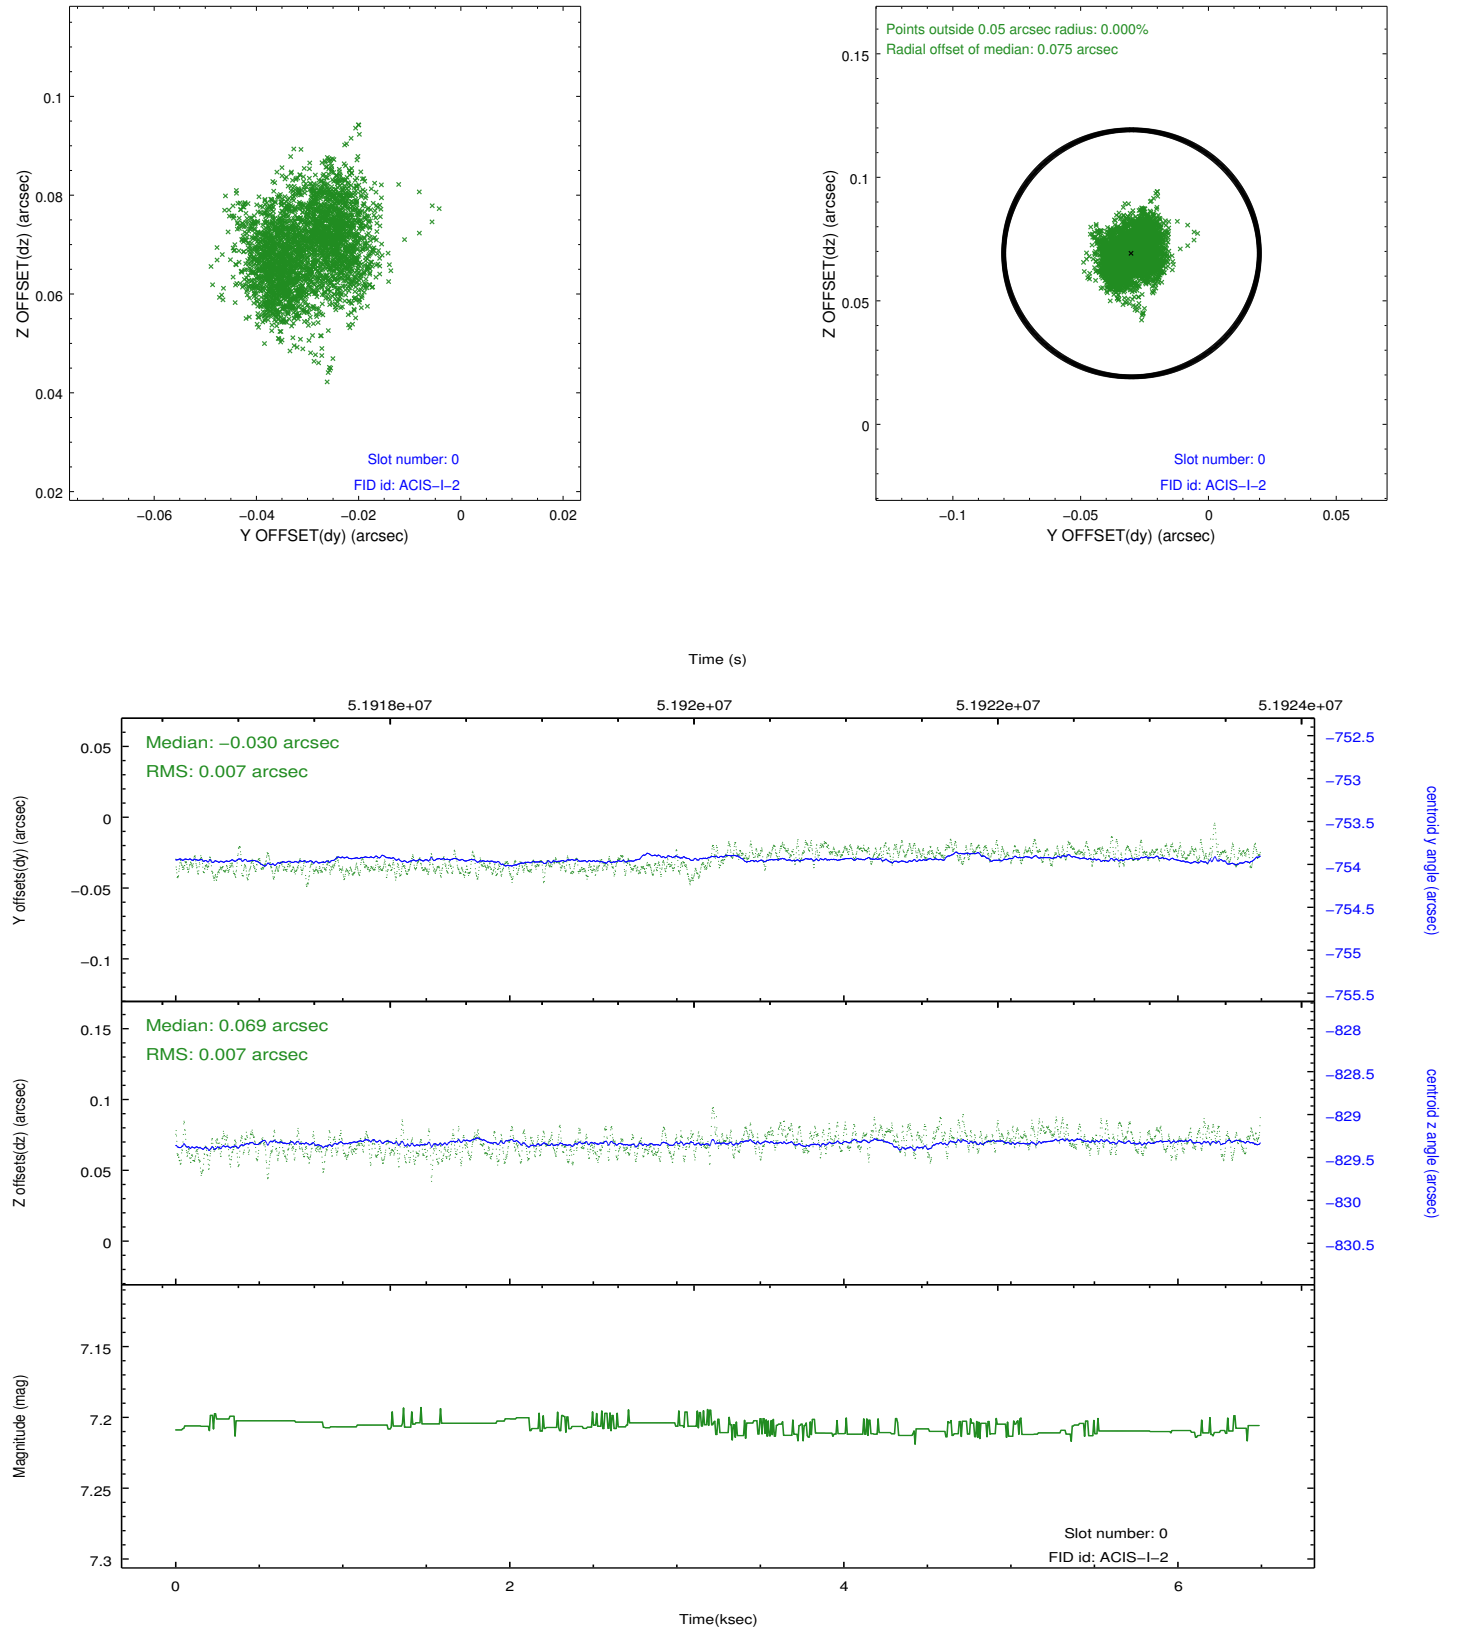 0.1
0.08
0.06
0.04
0.02
Z OFFSET(dz) (arcsec)
Slot number: 0
FID id: ACIS−I−2
−0.06
−0.04
−0.02
0
0.02
Y OFFSET(dy) (arcsec)
Points outside 0.05 arcsec radius: 0.000%
Radial offset of median: 0.075 arcsec
0.15
0.1
0.05
0
Z OFFSET(dz) (arcsec)
Slot number: 0
FID id: ACIS−I−2
−0.1
−0.05
0
0.05
Y OFFSET(dy) (arcsec)
Time (s)
5.1918e+07
5.192e+07
5.1922e+07
5.1924e+07
Median: −0.030 arcsec
RMS: 0.007 arcsec
0.05
0
−0.05
−0.1
Y offsets(dy) (arcsec)
−752.5
−753
−753.5
−754
−754.5
−755
−755.5
centroid y angle (arcsec)
Median: 0.069 arcsec
RMS: 0.007 arcsec
0.15
0.1
0.05
0
Z offsets(dz) (arcsec)
−828
−828.5
−829
−829.5
−830
−830.5
centroid z angle (arcsec)
7.15
7.2
7.25
7.3
Magnitude (mag)
Slot number: 0
FID id: ACIS−I−2
0
2
4
6
Time(ksec)